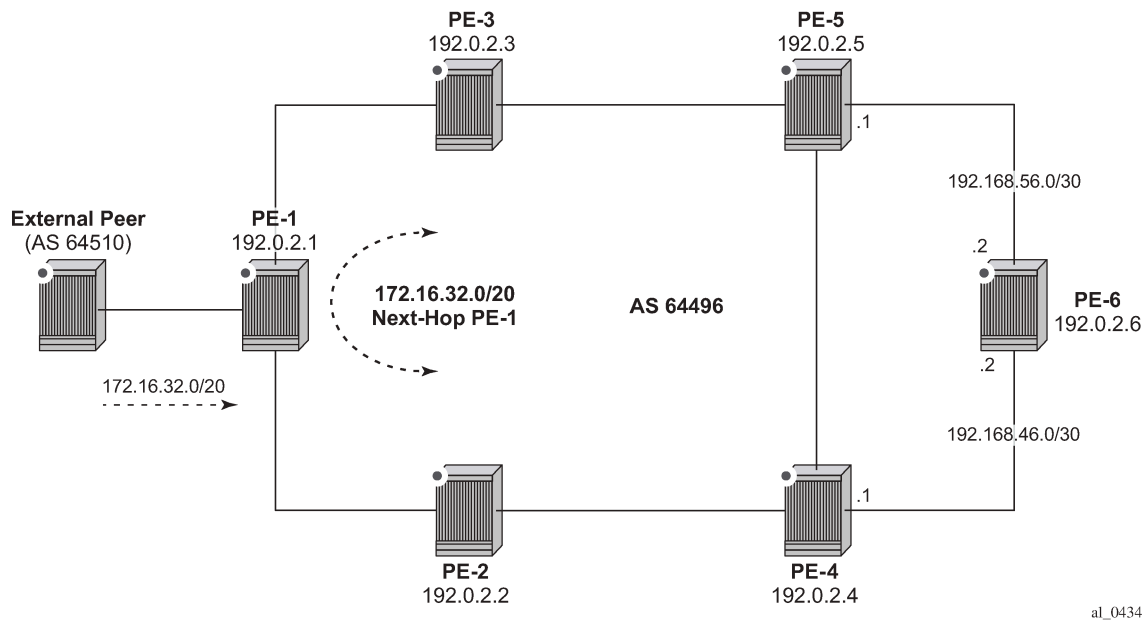 PE-3
192.0.2.3
PE-5
192.0.2.5
.1
192.168.56.0/30
External Peer
(AS 64510)
PE-1
192.0.2.1
.2
172.16.32.0/20
Next-Hop PE-1
AS 64496
PE-6
192.0.2.6
.2
172.16.32.0/20
192.168.46.0/30
.1
PE-2
192.0.2.2
PE-4
192.0.2.4
al_0434